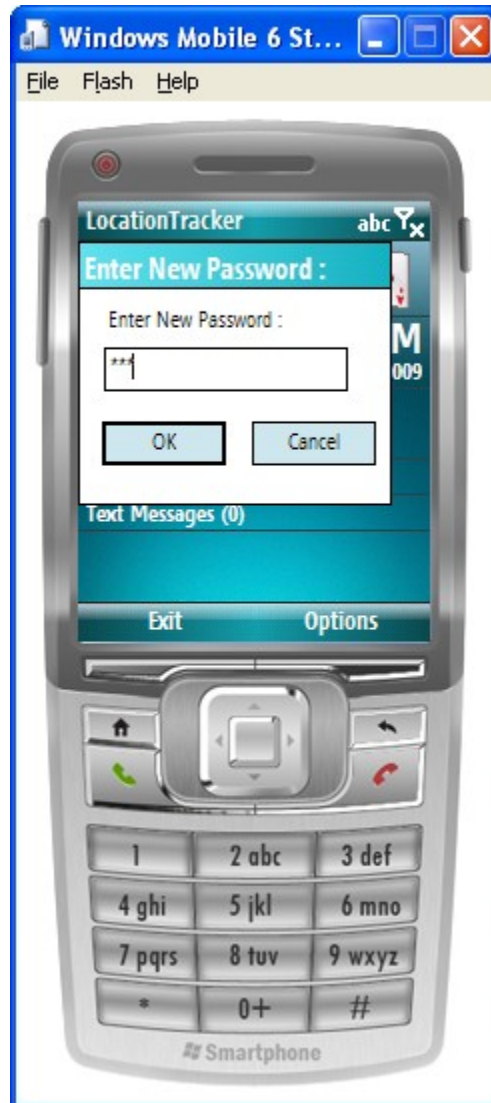 Windows Mobile 6 St...
File Flash Help
LocationTracker abc
Enter New Password :
M
Enter New Password :
009
***
OK Cancel
Text Messages (0)
Exit Options
1 2 abc 3 def
4 ghi 5 jkl 6 mno
7 pqrs 8 tuv 9 wxyz
* 0+ #
Smartphone